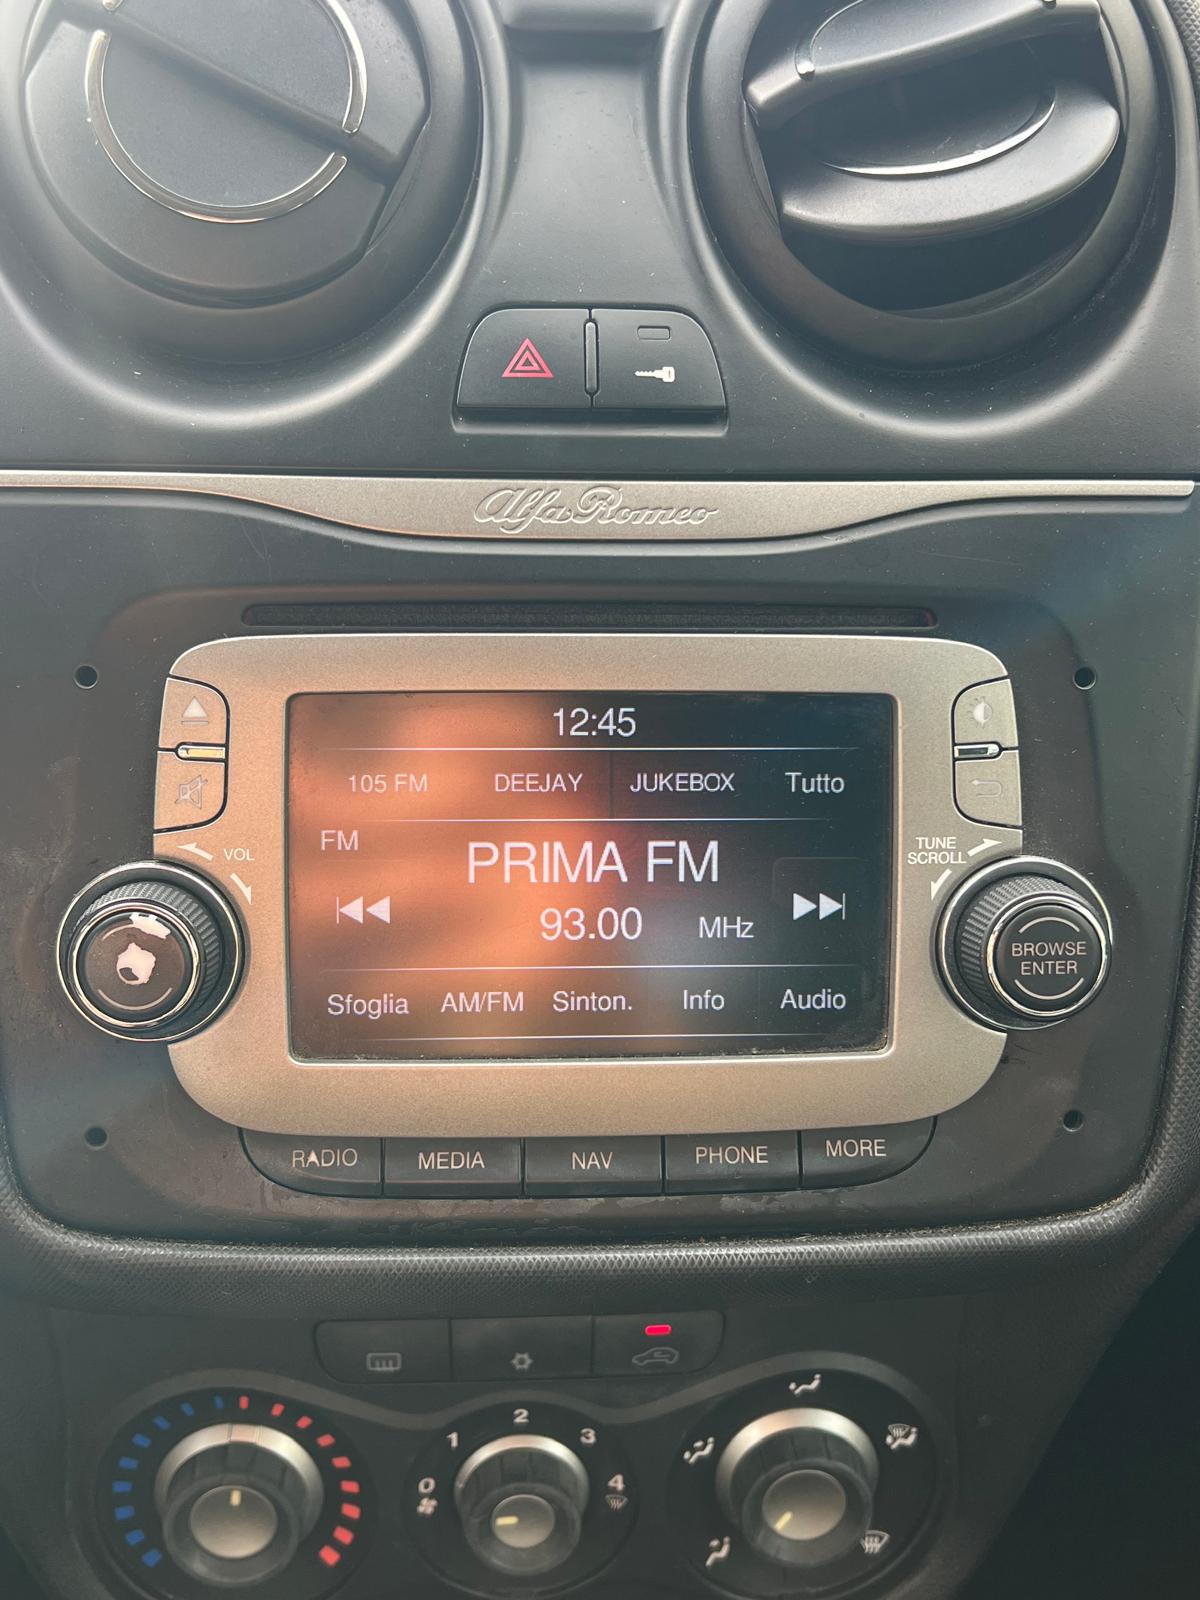 Alfa Romeo
12:45
105 FM DEEJAY JUKEBOX Tutto
FM
PRIMA FM
93.00 MHz
Sfoglia AM/FM Sinton. Info Audio
VOL
TUNE
SCROLL
BROWSE
ENTER
RADIO MEDIA NAV PHONE MORE
0 1 2 3 4